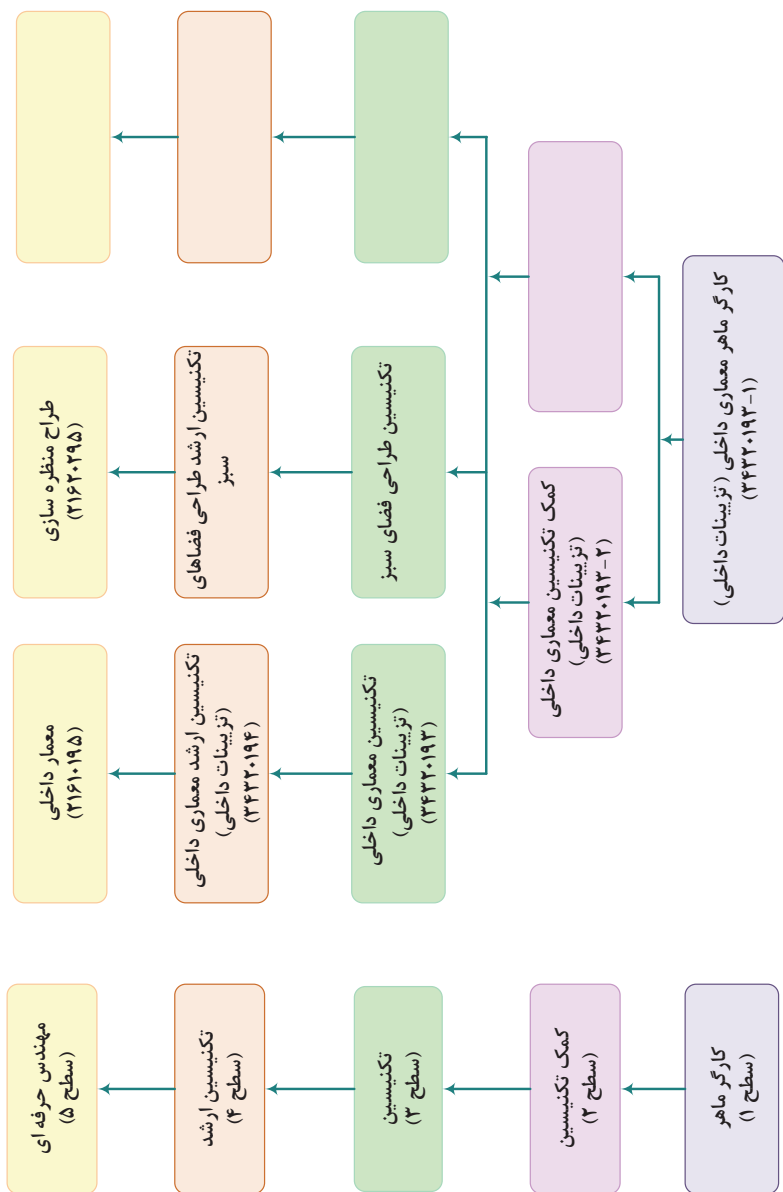 طراح منظره سازی
(۲۱۶۲۰۲۹۵)
معمار داخلی
(۲۱۶۱۰۱۹۵)
مهندس حرفه ای
(سطح ۵)
تکنیسین ارشد طراحی فضاهای
سبز
تکنیسین ارشد معماری داخلی
(تزیینات داخلی)
(۳۴۳۲۰۱۹۴)
تکنیسین ارشد
(سطح ۴)
تکنیسین طراحی فضای سبز
تکنیسین معماری داخلی
(تزیینات داخلی)
(۳۴۳۲۰۱۹۳)
تکنیسین
(سطح ۳)
کمک تکنیسین معماری داخلی
(تزیینات داخلی)
(۳۴۳۲۰۱۹۳-۲)
کمک تکنیسین
(سطح ۲)
کارگر ماهر معماری داخلی (تزیینات داخلی)
(۳۴۳۲۰۱۹۳-۱)
کارگر ماهر
(سطح ۱)